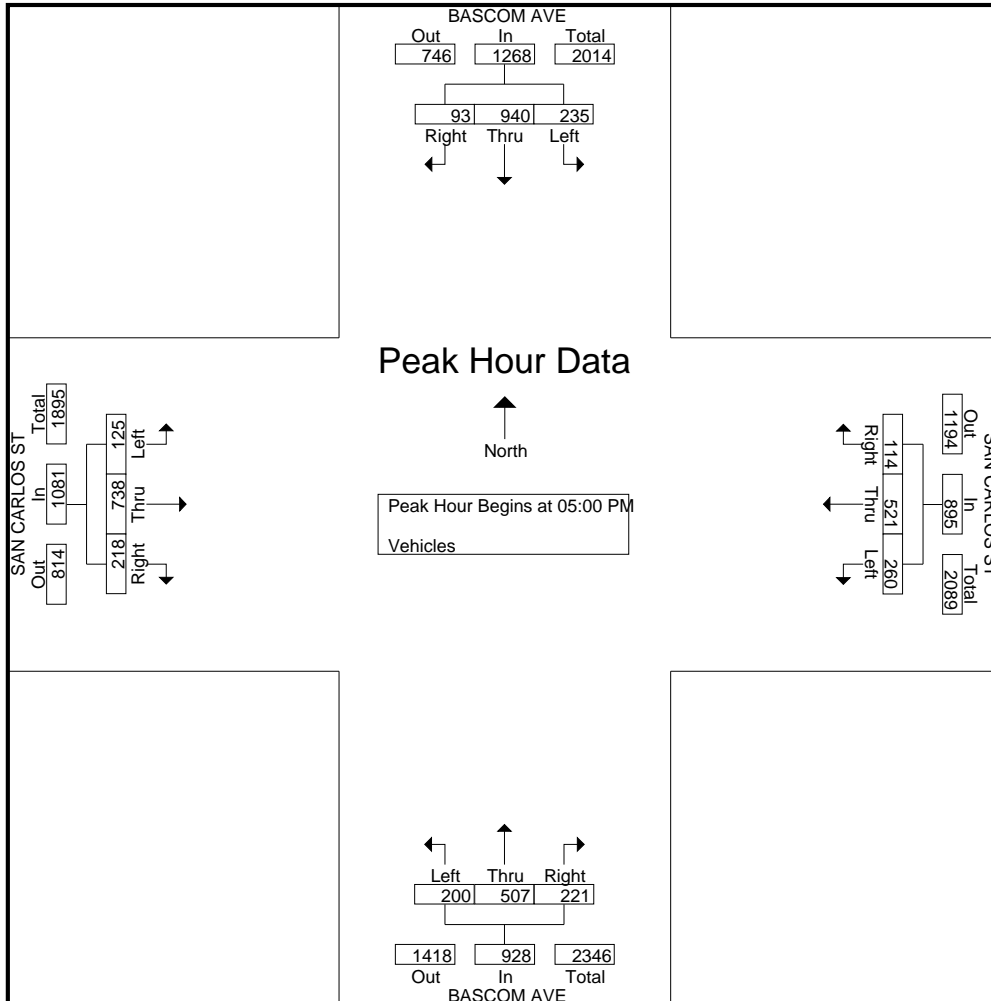 BASCOM AVE
Out In Total
746 1268 2014
93 940 235
Right Thru Left
Peak Hour Data
North
Peak Hour Begins at 05:00 PM
Vehicles
SAN CARLOS ST
Total In Out
1895 1081 814
125 738 218
Left Thru Right
SAN CARLOS ST
Out In Total
1194 895 2089
114 521 260
Right Thru Left
Left Thru Right
200 507 221
1418 928 2346
Out In Total
BASCOM AVE